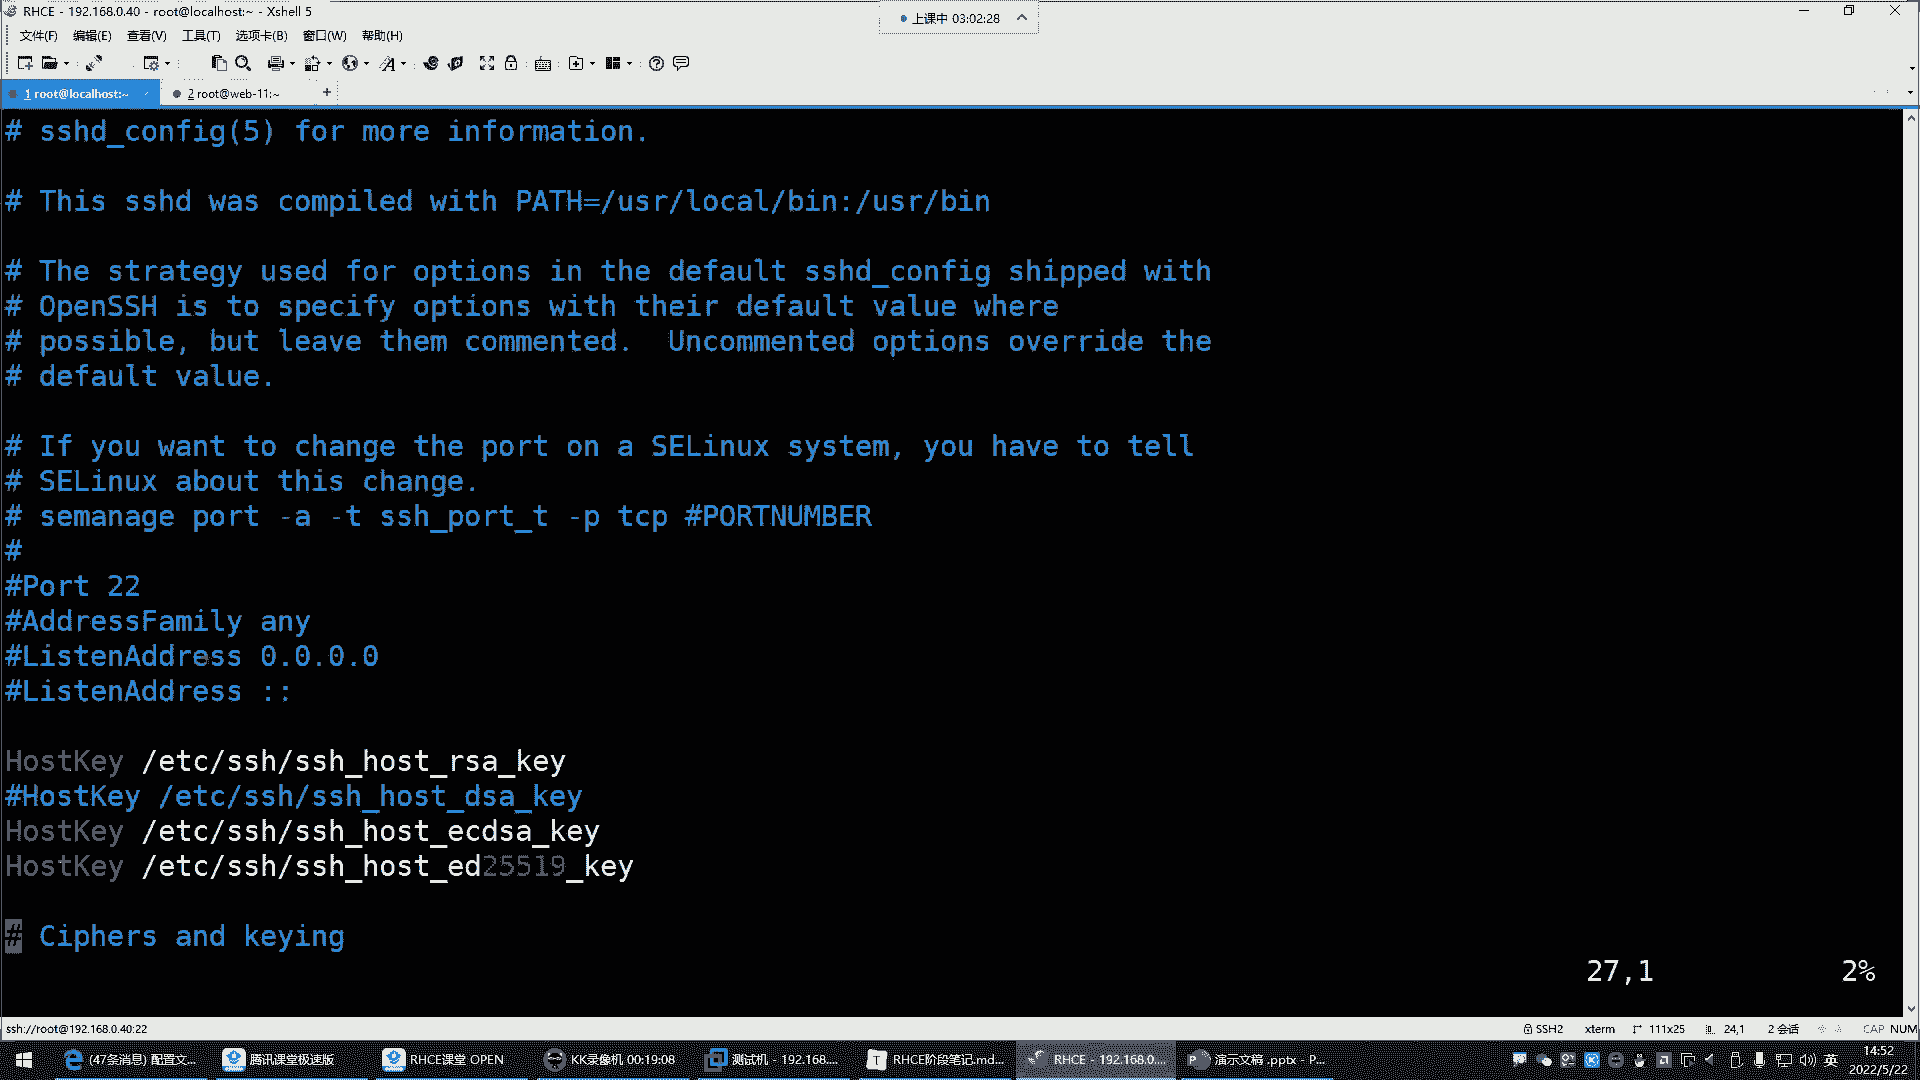 RHCE - 192.168.0.40 - root@localhost:~ - Xshell 5
上课中 03:02:28
文件(F) 编辑(E) 查看(V) 工具(T) 选项卡(B) 窗口(W) 帮助(H)
1 root@localhost:~ 2 root@web-11:~ +
# sshd_config(5) for more information.
# This sshd was compiled with PATH=/usr/local/bin:/usr/bin
# The strategy used for options in the default sshd_config shipped with
# OpenSSH is to specify options with their default value where
# possible, but leave them commented.  Uncommented options override the
# default value.
# If you want to change the port on a SELinux system, you have to tell
# SELinux about this change.
# semanage port -a -t ssh_port_t -p tcp #PORTNUMBER
#
#Port 22
#AddressFamily any
#ListenAddress 0.0.0.0
#ListenAddress ::
HostKey /etc/ssh/ssh_host_rsa_key
#HostKey /etc/ssh/ssh_host_dsa_key
HostKey /etc/ssh/ssh_host_ecdsa_key
HostKey /etc/ssh/ssh_host_ed25519_key
# Ciphers and keying
27,1 2%
ssh://root@192.168.0.40:22 SSH2 xterm 111x25 24,1 2 会话 CAP NUM
(47条消息) 配置文... 腾讯课堂极速版 RHCE课堂 OPEN KK录像机 00:19:08 测试机 - 192.168.... RHCE阶段笔记.md... RHCE - 192.168.0.... 演示文稿 .pptx - P... 英 14:52
2022/5/22